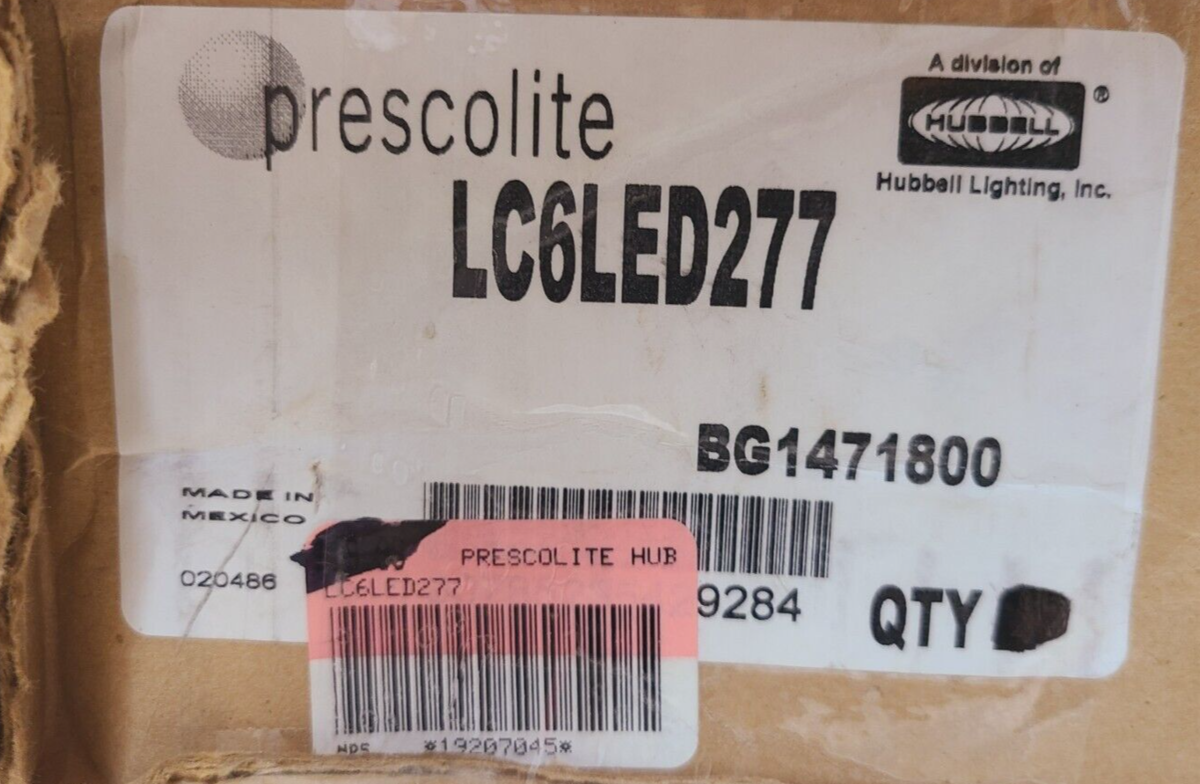 prescolite
A division of
HUBBELL
®
Hubbell Lighting, Inc.
LC6LED277
BG1471800
MADE IN
MEXICO
020486
9284
QTY
PRESCOLITE HUB
LC6LED277
*19207045*